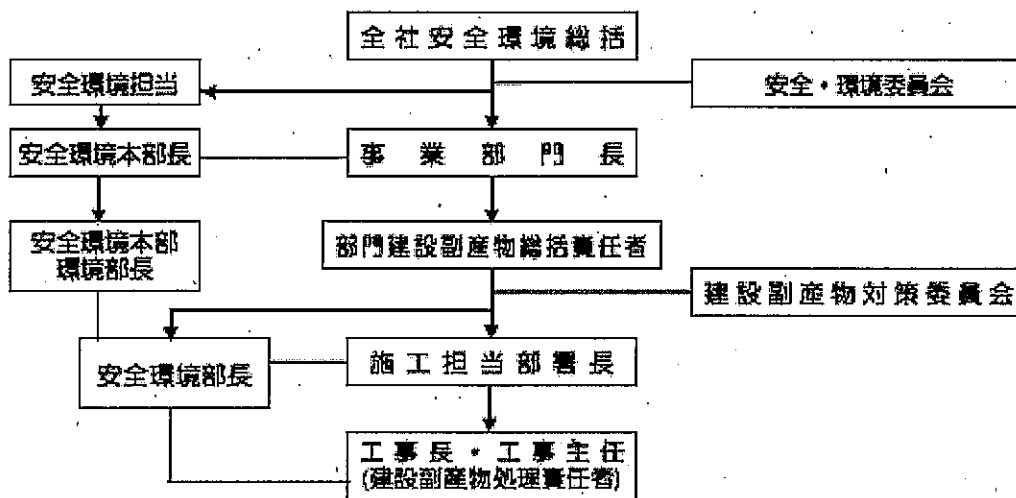 全社安全環境総括
安全環境担当
安全・環境委員会
安全環境本部長
事業部門長
安全環境本部
環境部長
部門建設副産物総括責任者
建設副産物対策委員会
安全環境部長
施工担当部署長
工事長・工事主任
(建設副産物処理責任者)